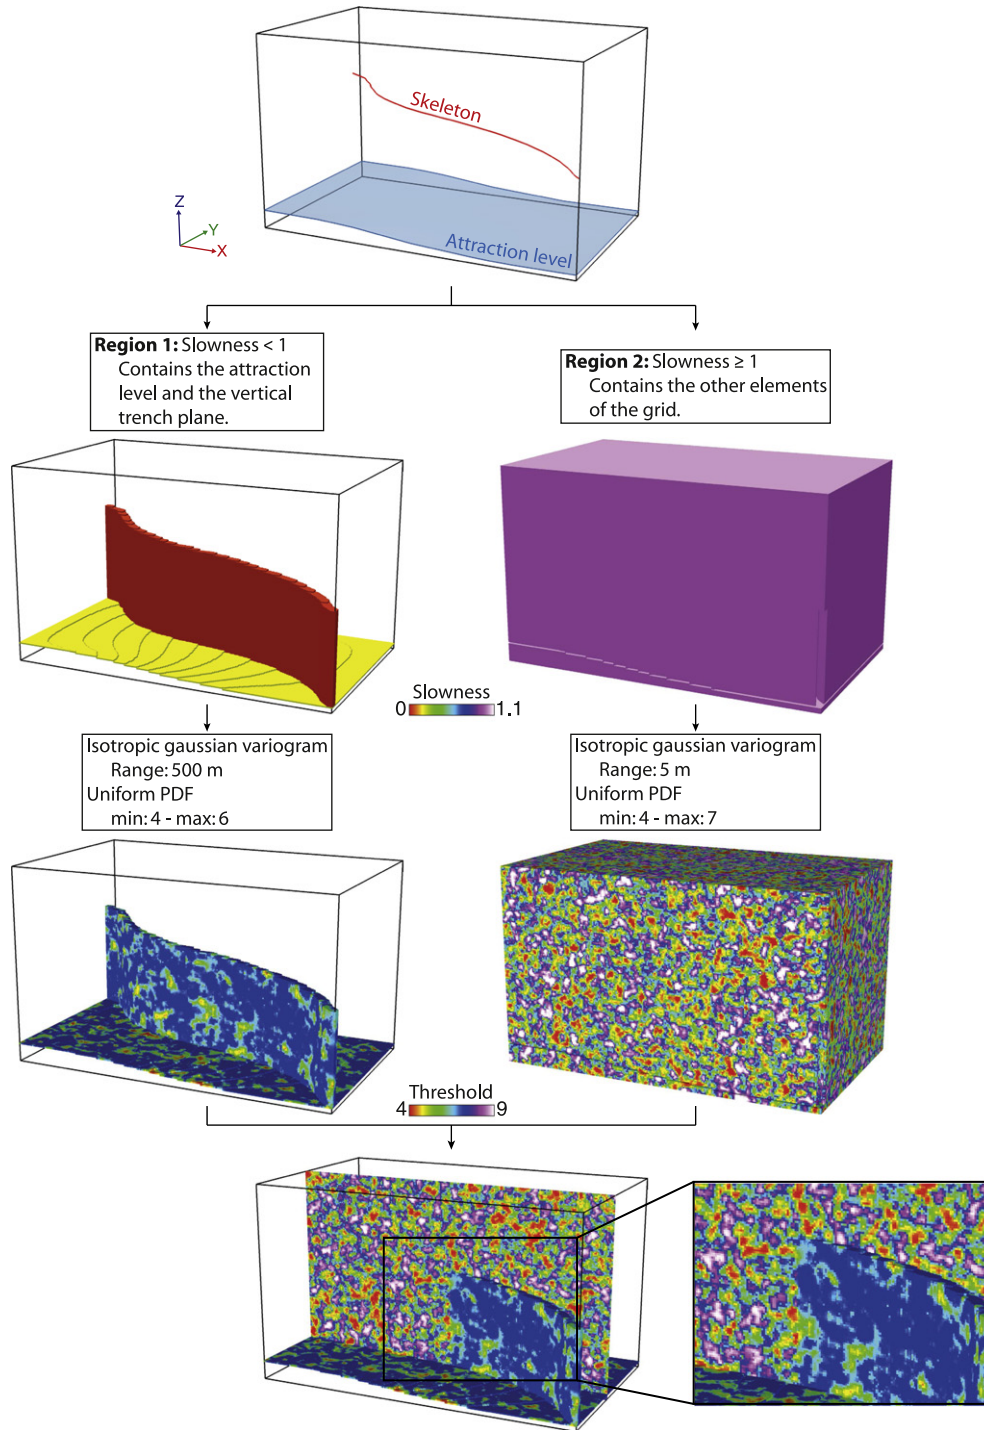 Skeleton
Z
Y
X
Attraction level
Region 1: Slowness < 1
Contains the attraction
level and the vertical
trench plane.
Region 2: Slowness ≥ 1
Contains the other elements
of the grid.
Slowness
0 1.1
Isotropic gaussian variogram
Range: 500 m
Uniform PDF
min: 4 - max: 6
Isotropic gaussian variogram
Range: 5 m
Uniform PDF
min: 4 - max: 7
Threshold
4 9